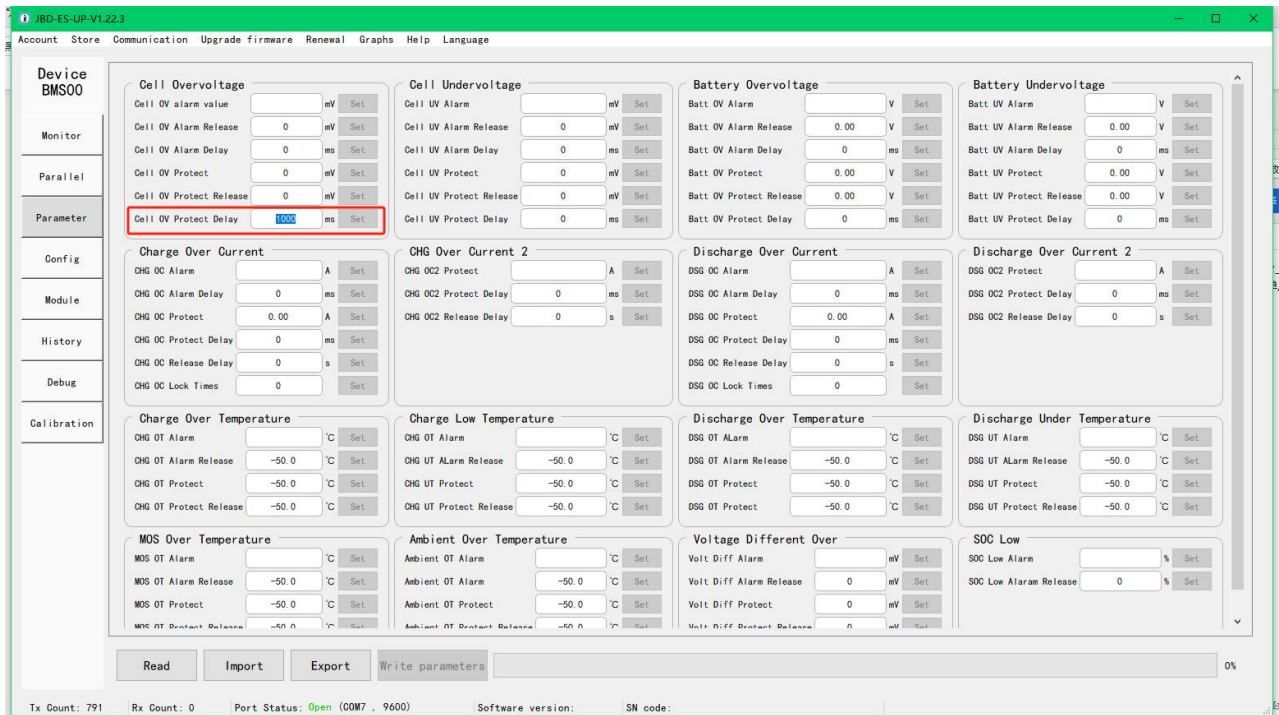 JBD-ES-UP-V1.22.3
Account Store Communication Upgrade firmware Renewal Graphs Help Language
Device
BMS00
Monitor
Parallel
Parameter
Config
Module
History
Debug
Calibration
Cell Overvoltage
Cell OV alarm value mV Set
Cell OV Alarm Release 0 mV Set
Cell OV Alarm Delay 0 ms Set
Cell OV Protect 0 mV Set
Cell OV Protect Release 0 mV Set
Cell OV Protect Delay 1000 ms Set
Cell Undervoltage
Cell UV Alarm mV Set
Cell UV Alarm Release 0 mV Set
Cell UV Alarm Delay 0 ms Set
Cell UV Protect 0 mV Set
Cell UV Protect Release 0 mV Set
Cell UV Protect Delay 0 ms Set
Battery Overvoltage
Batt OV Alarm V Set
Batt OV Alarm Release 0.00 V Set
Batt OV Alarm Delay 0 ms Set
Batt OV Protect 0.00 V Set
Batt OV Protect Release 0.00 V Set
Batt OV Protect Delay 0 ms Set
Battery Undervoltage
Batt UV Alarm V Set
Batt UV Alarm Release 0.00 V Set
Batt UV Alarm Delay 0 ms Set
Batt UV Protect 0.00 V Set
Batt UV Protect Release 0.00 V Set
Batt UV Protect Delay 0 ms Set
Charge Over Current
CHG OC Alarm A Set
CHG OC Alarm Delay 0 ms Set
CHG OC Protect 0.00 A Set
CHG OC Protect Delay 0 ms Set
CHG OC Release Delay 0 s Set
CHG OC Lock Times 0 Set
CHG Over Current 2
CHG OC2 Protect A Set
CHG OC2 Protect Delay 0 ms Set
CHG OC2 Release Delay 0 s Set
Discharge Over Current
DSG OC Alarm A Set
DSG OC Alarm Delay 0 ms Set
DSG OC Protect 0.00 A Set
DSG OC Protect Delay 0 ms Set
DSG OC Release Delay 0 s Set
DSG OC Lock Times 0 Set
Discharge Over Current 2
DSG OC2 Protect A Set
DSG OC2 Protect Delay 0 ms Set
DSG OC2 Release Delay 0 s Set
Charge Over Temperature
CHG OT Alarm ℃ Set
CHG OT Alarm Release -50.0 ℃ Set
CHG OT Protect -50.0 ℃ Set
CHG OT Protect Release -50.0 ℃ Set
Charge Low Temperature
CHG OT Alarm ℃ Set
CHG UT ALarm Release -50.0 ℃ Set
CHG UT Protect -50.0 ℃ Set
CHG UT Protect Release -50.0 ℃ Set
Discharge Over Temperature
DSG OT ALarm ℃ Set
DSG OT Alarm Release -50.0 ℃ Set
DSG OT Protect -50.0 ℃ Set
DSG OT Protect -50.0 ℃ Set
Discharge Under Temperature
DSG UT Alarm ℃ Set
DSG UT ALarm Release -50.0 ℃ Set
DSG UT Protect -50.0 ℃ Set
DSG UT Protect Release -50.0 ℃ Set
MOS Over Temperature
MOS OT Alarm ℃ Set
MOS OT Alarm Release -50.0 ℃ Set
MOS OT Protect -50.0 ℃ Set
MOS OT Protect Release -50.0 ℃ Set
Ambient Over Temperature
Ambient OT Alarm ℃ Set
Ambient OT Alarm -50.0 ℃ Set
Ambient OT Protect -50.0 ℃ Set
Ambient OT Protect Release -50.0 ℃ Set
Voltage Different Over
Volt Diff Alarm mV Set
Volt Diff Alarm Release 0 mV Set
Volt Diff Protect 0 mV Set
Volt Diff Protect Release 0 mV Set
SOC Low
SOC Low Alarm % Set
SOC Low Alaram Release 0 % Set
Read Import Export Write parameters 0%
Tx Count: 791 Rx Count: 0 Port Status: Open (COM7 , 9600) Software version: SN code: